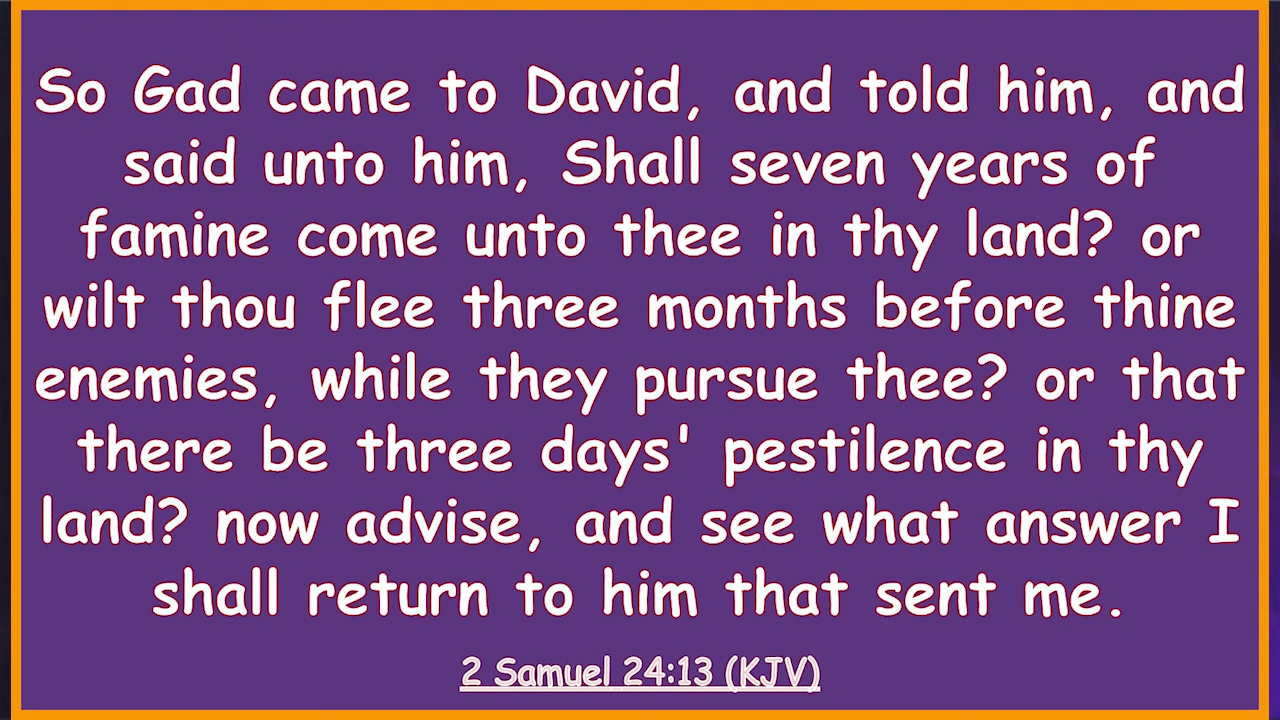 So Gad came to David, and told him, and
said unto him, Shall seven years of
famine come unto thee in thy land? or
wilt thou flee three months before thine
enemies, while they pursue thee? or that
there be three days' pestilence in thy
land? now advise, and see what answer I
shall return to him that sent me.
2 Samuel 24:13 (KJV)